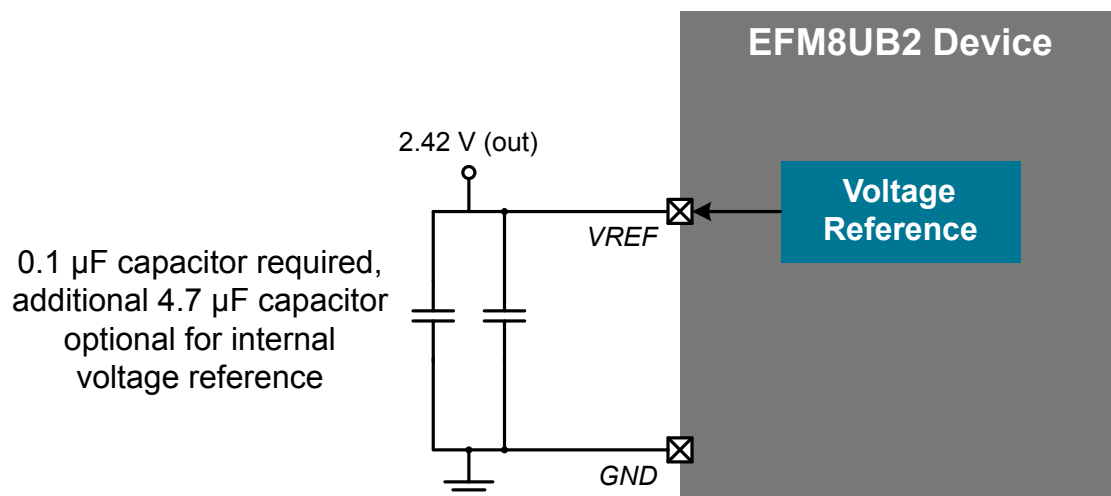 EFM8UB2 Device
2.42 V (out)
Voltage
Reference
VREF
0.1 µF capacitor required,
additional 4.7 µF capacitor
optional for internal
voltage reference
GND